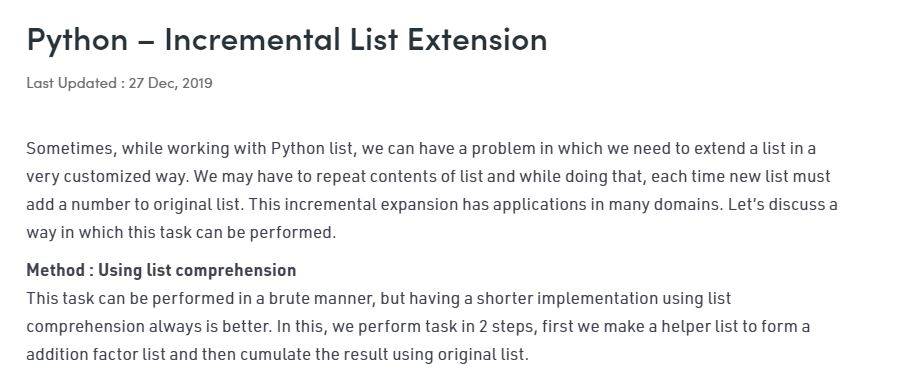 Python – Incremental List Extension
Last Updated : 27 Dec, 2019
Sometimes, while working with Python list, we can have a problem in which we need to extend a list in a
very customized way. We may have to repeat contents of list and while doing that, each time new list must
add a number to original list. This incremental expansion has applications in many domains. Let’s discuss a
way in which this task can be performed.
Method : Using list comprehension
This task can be performed in a brute manner, but having a shorter implementation using list
comprehension always is better. In this, we perform task in 2 steps, first we make a helper list to form a
addition factor list and then cumulate the result using original list.